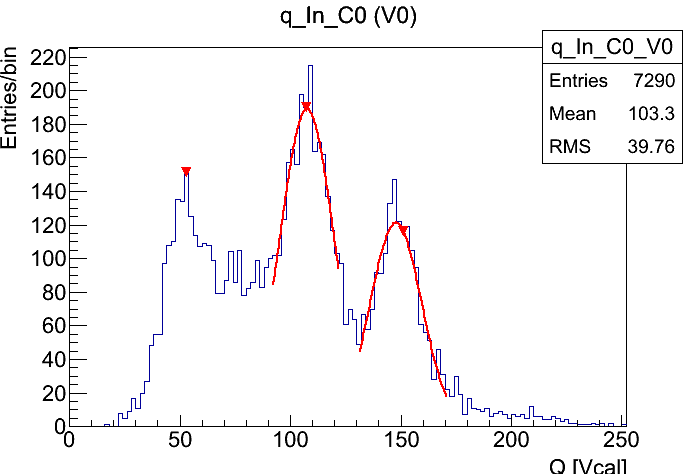 q_In_C0 (V0)
q_In_C0_V0
Entries 7290
Mean 103.3
RMS 39.76
Entries/bin
220
200
180
160
140
120
100
80
60
40
20
0
0 50 100 150 200 250
Q [Vcal]